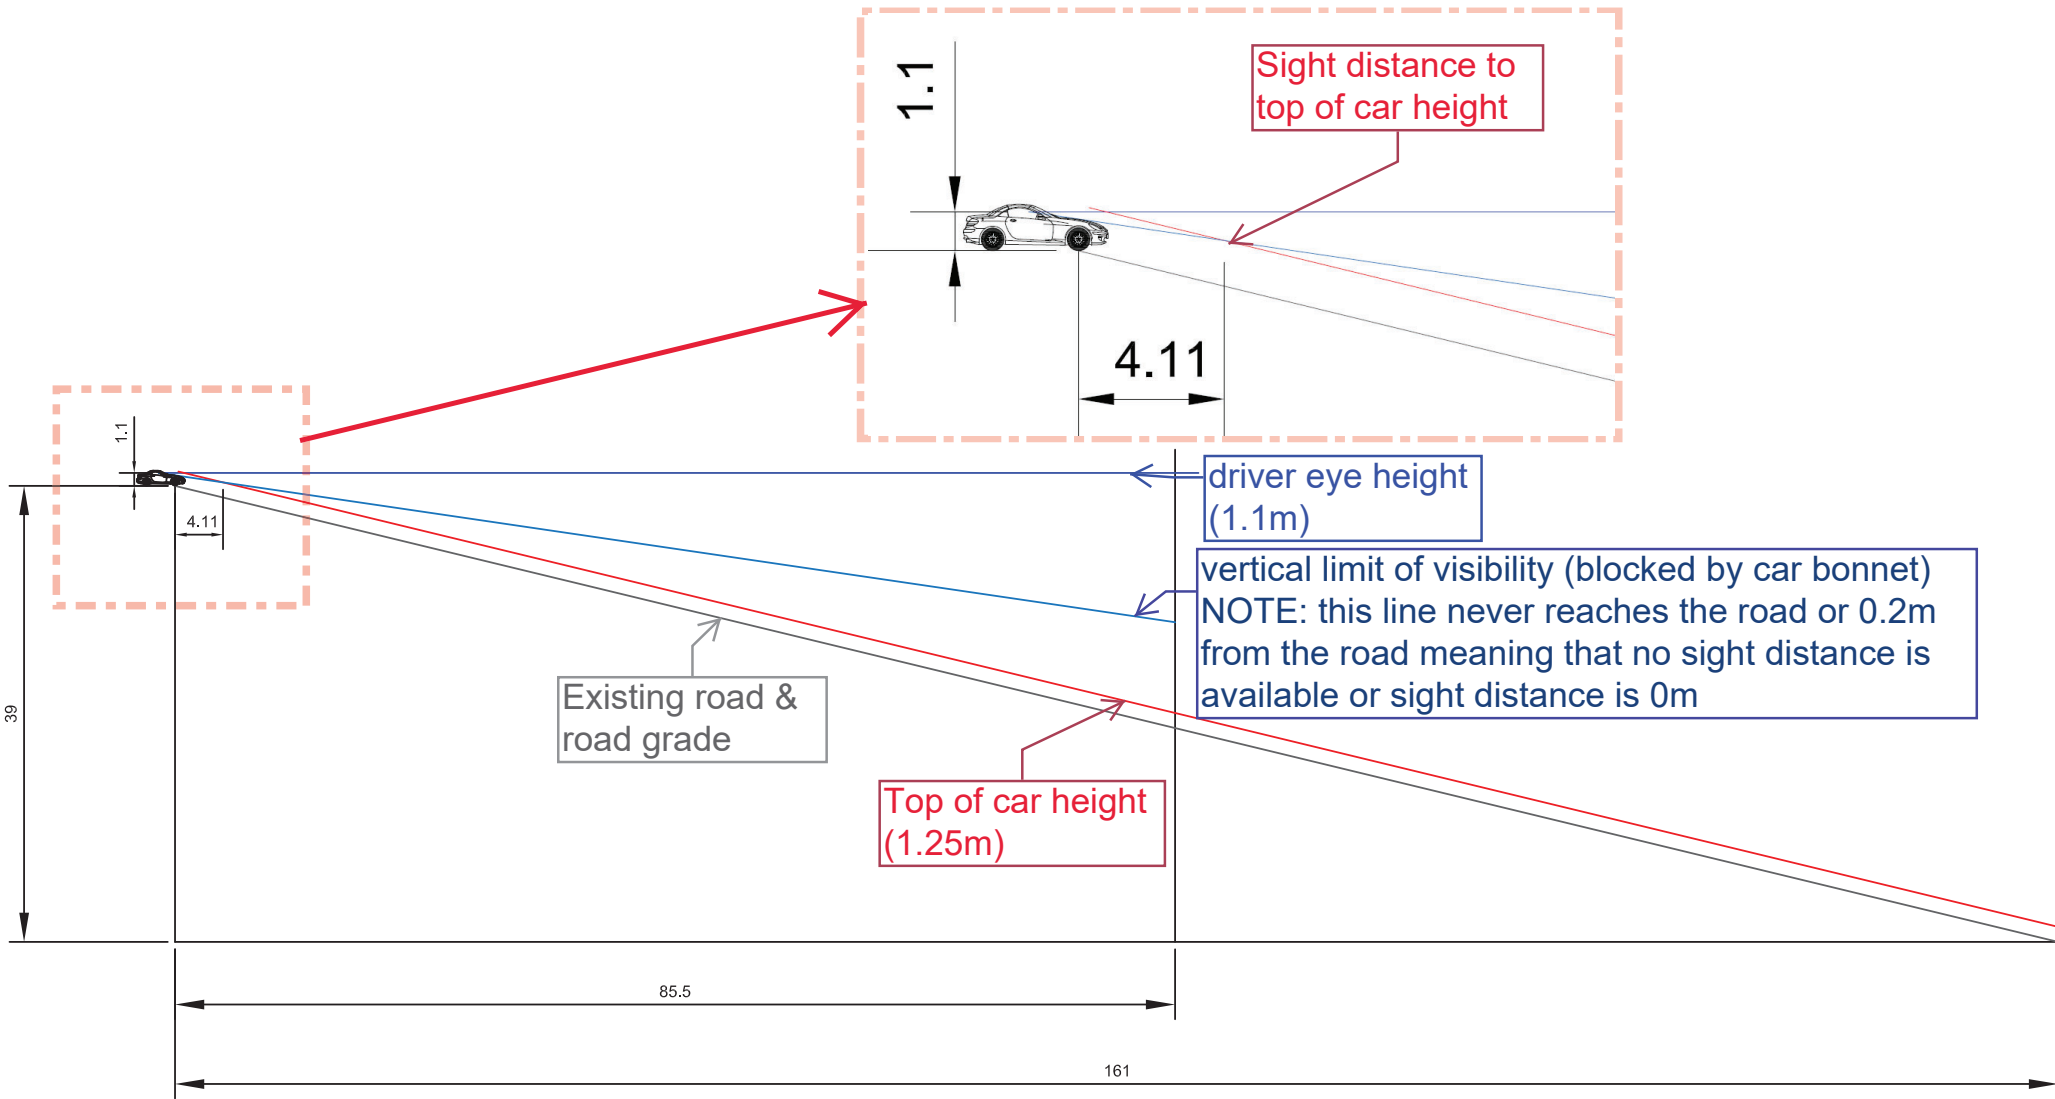 1.1
Sight distance to
top of car height
4.11
1.1
4.11
driver eye height
(1.1m)
vertical limit of visibility (blocked by car bonnet)
NOTE: this line never reaches the road or 0.2m
from the road meaning that no sight distance is
available or sight distance is 0m
Existing road &
road grade
39
Top of car height
(1.25m)
85.5
161